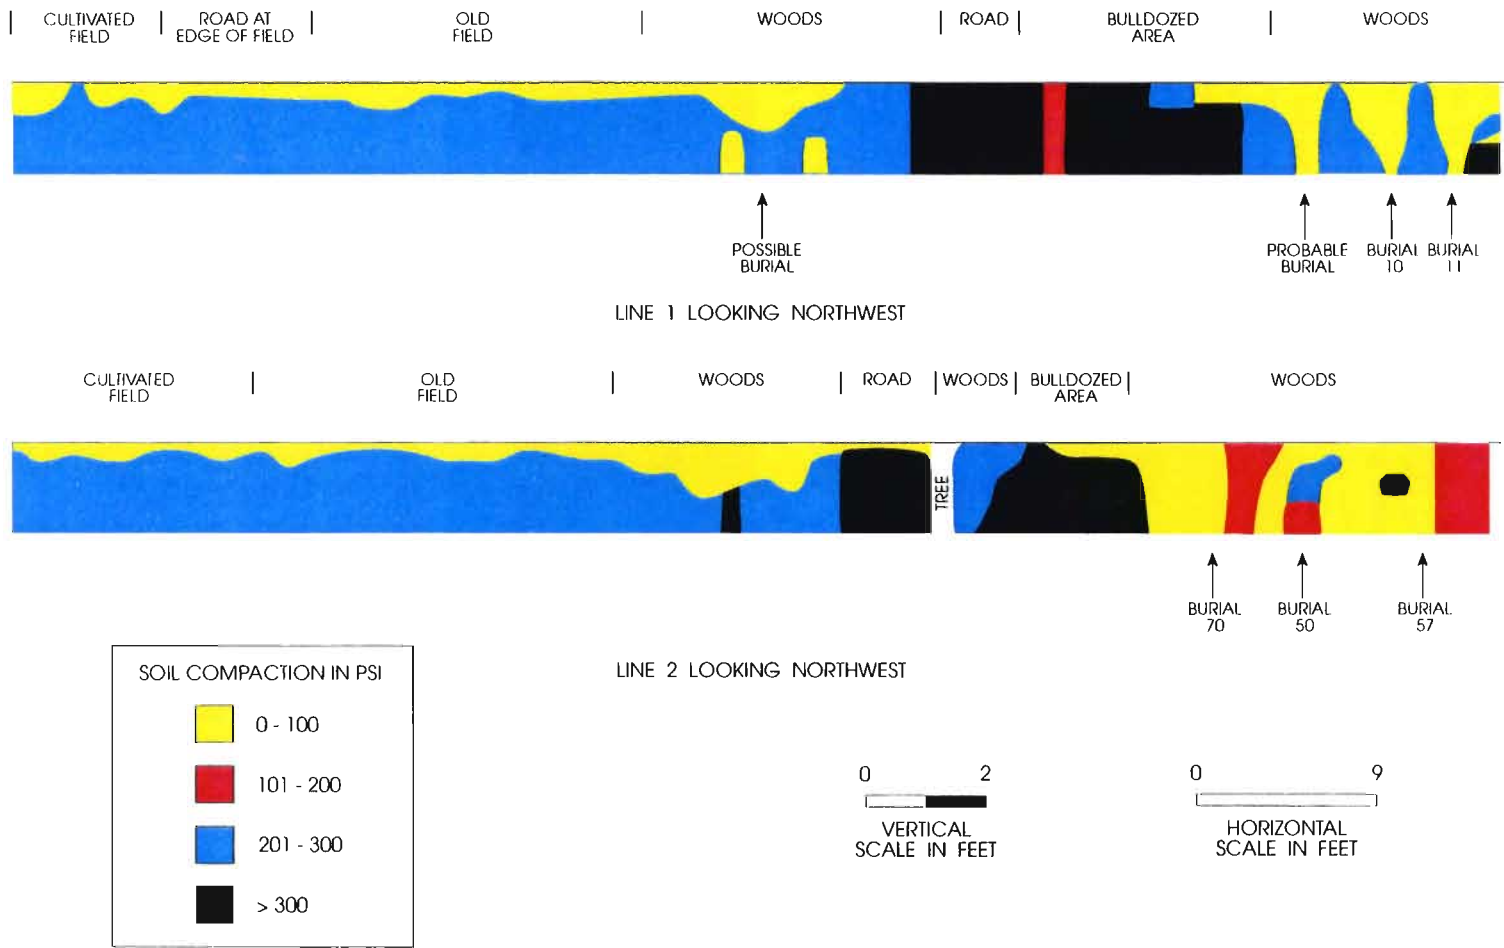 CULTIVATED
FIELD
ROAD AT
EDGE OF FIELD
OLD
FIELD
WOODS
ROAD
BULLDOZED
AREA
WOODS
POSSIBLE
BURIAL
PROBABLE
BURIAL
BURIAL
10
BURIAL
11
LINE 1 LOOKING NORTHWEST
CULTIVATED
FIELD
OLD
FIELD
WOODS
ROAD
WOODS
BULLDOZED
AREA
WOODS
TREE
BURIAL
70
BURIAL
50
BURIAL
57
LINE 2 LOOKING NORTHWEST
SOIL COMPACTION IN PSI
0 - 100
101 - 200
201 - 300
> 300
0 2
VERTICAL
SCALE IN FEET
0 9
HORIZONTAL
SCALE IN FEET